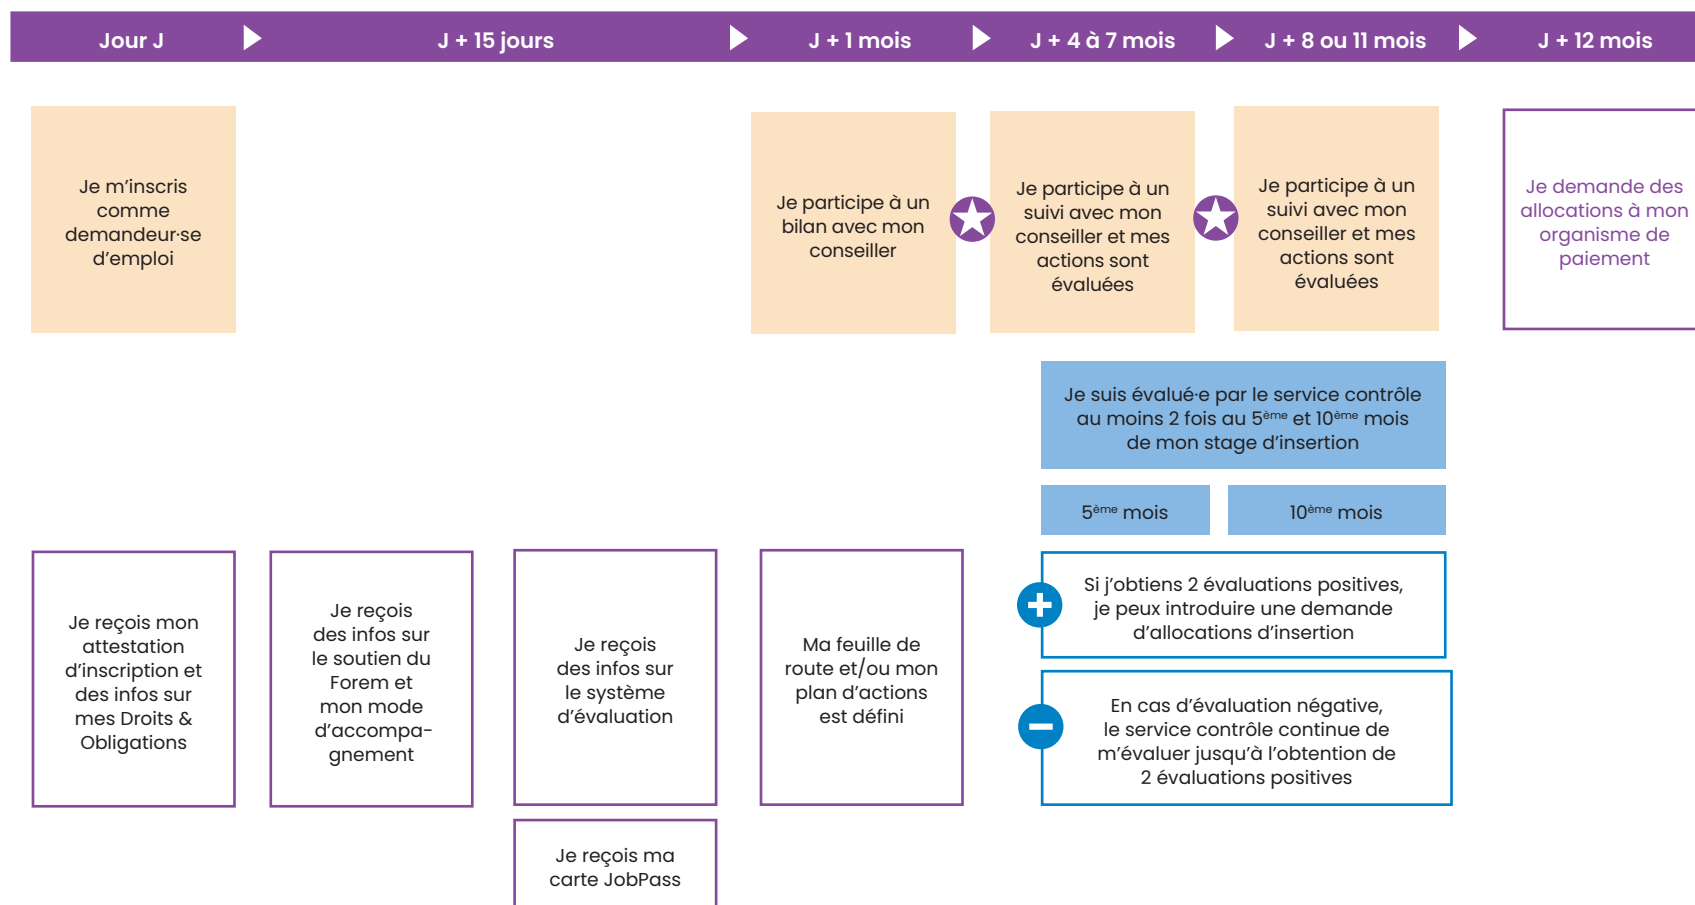 Jour J
J + 15 jours
J + 1 mois
J + 4 à 7 mois
J + 8 ou 11 mois
J + 12 mois
Je m’inscris
comme
demandeur·se
d’emploi
Je participe à un
bilan avec mon
conseiller
Je participe à un
suivi avec mon
conseiller et mes
actions sont
évaluées
Je participe à un
suivi avec mon
conseiller et mes
actions sont
évaluées
Je demande des
allocations à mon
organisme de
paiement
Je suis évalué·e par le service contrôle
au moins 2 fois au 5ème et 10ème mois
de mon stage d’insertion
5ème mois
10ème mois
Je reçois mon
attestation
d’inscription et
des infos sur
mes Droits &
Obligations
Je reçois
des infos sur
le soutien du
Forem et
mon mode
d’accompa-
gnement
Je reçois
des infos sur
le système
d’évaluation
Ma feuille de
route et/ou mon
plan d’actions
est défini
Si j’obtiens 2 évaluations positives,
je peux introduire une demande
d’allocations d’insertion
En cas d’évaluation négative,
le service contrôle continue de
m’évaluer jusqu’à l’obtention de
2 évaluations positives
Je reçois ma
carte JobPass